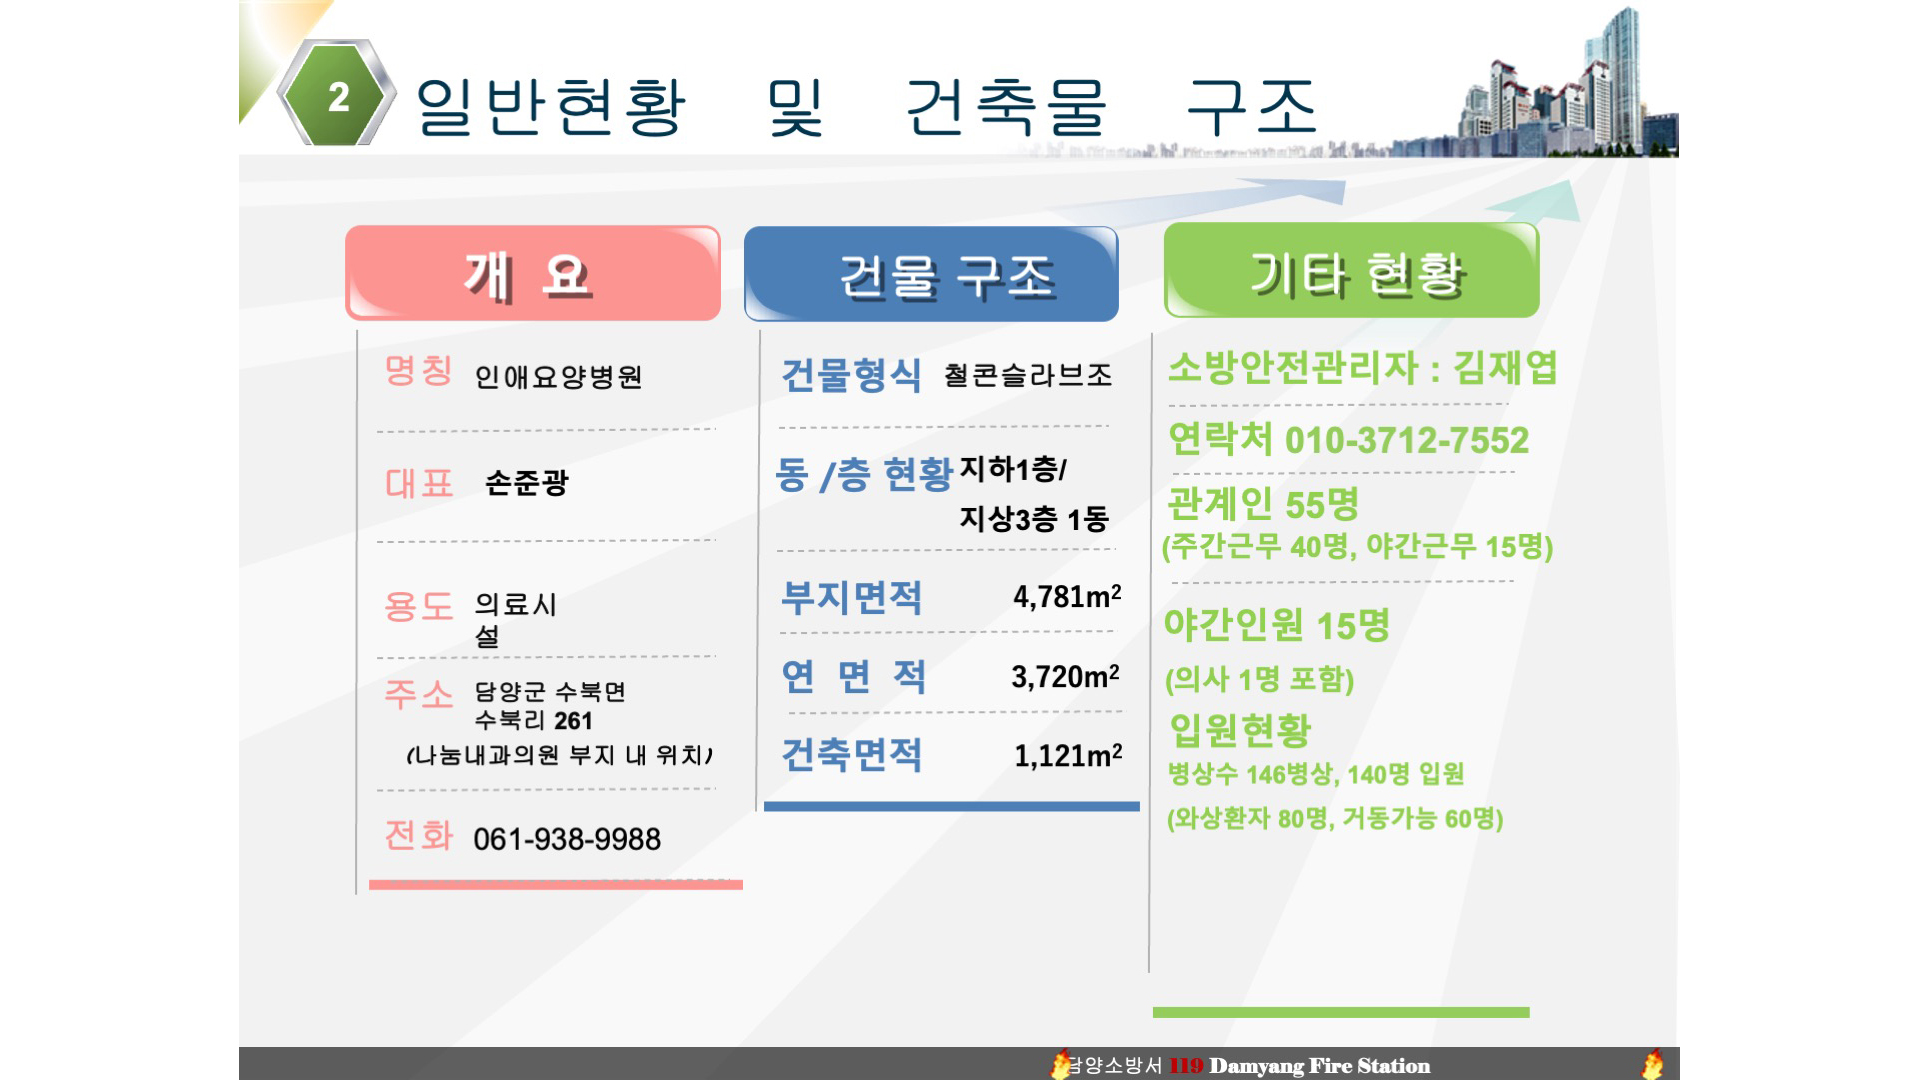 2
일반현황 및 건축물 구조
개 요
명칭 인애요양병원
대표 손준광
용도 의료시
설
주소 담양군 수북면
수북리 261
(나눔내과의원 부지 내 위치)
전화 061-938-9988
건물 구조
건물형식 철콘슬라브조
동 /층 현황 지하1층/
지상3층 1동
부지면적 4,781m²
연 면 적 3,720m²
건축면적 1,121m²
기타 현황
소방안전관리자 : 김재엽
연락처 010-3712-7552
관계인 55명
(주간근무 40명, 야간근무 15명)
야간인원 15명
(의사 1명 포함)
입원현황
병상수 146병상, 140명 입원
(와상환자 80명, 거동가능 60명)
담양소방서 119 Damyang Fire Station